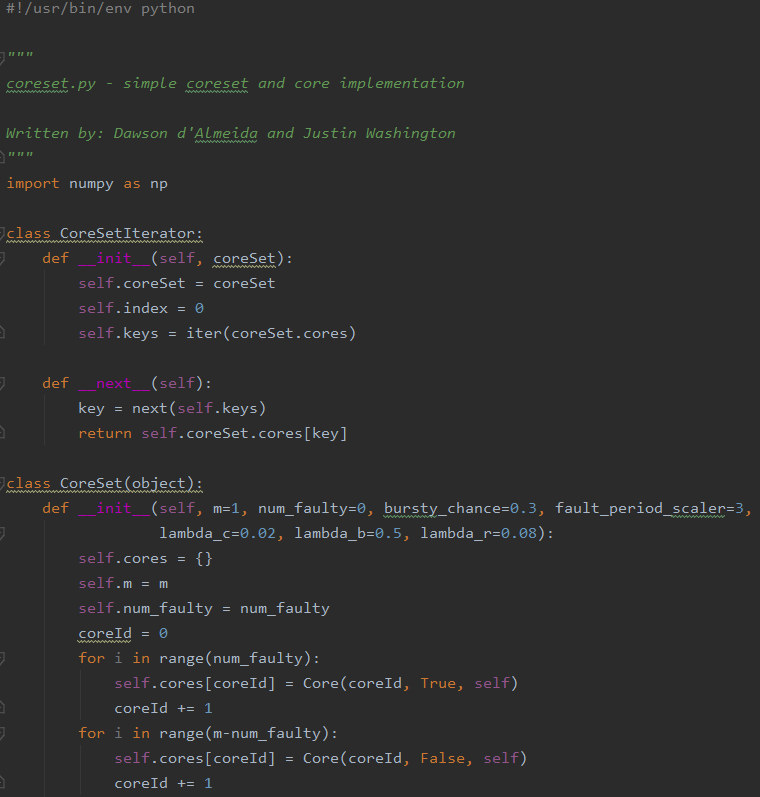 #!/usr/bin/env python
"""
coreset.py - simple coreset and core implementation
Written by: Dawson d'Almeida and Justin Washington
"""
import numpy as np
class CoreSetIterator:
    def __init__(self, coreSet):
        self.coreSet = coreSet
        self.index = 0
        self.keys = iter(coreSet.cores)
    def __next__(self):
        key = next(self.keys)
        return self.coreSet.cores[key]
class CoreSet(object):
    def __init__(self, m=1, num_faulty=0, bursty_chance=0.3, fault_period_scaler=3,
                 lambda_c=0.02, lambda_b=0.5, lambda_r=0.08):
        self.cores = {}
        self.m = m
        self.num_faulty = num_faulty
        coreId = 0
        for i in range(num_faulty):
            self.cores[coreId] = Core(coreId, True, self)
            coreId += 1
        for i in range(m-num_faulty):
            self.cores[coreId] = Core(coreId, False, self)
            coreId += 1